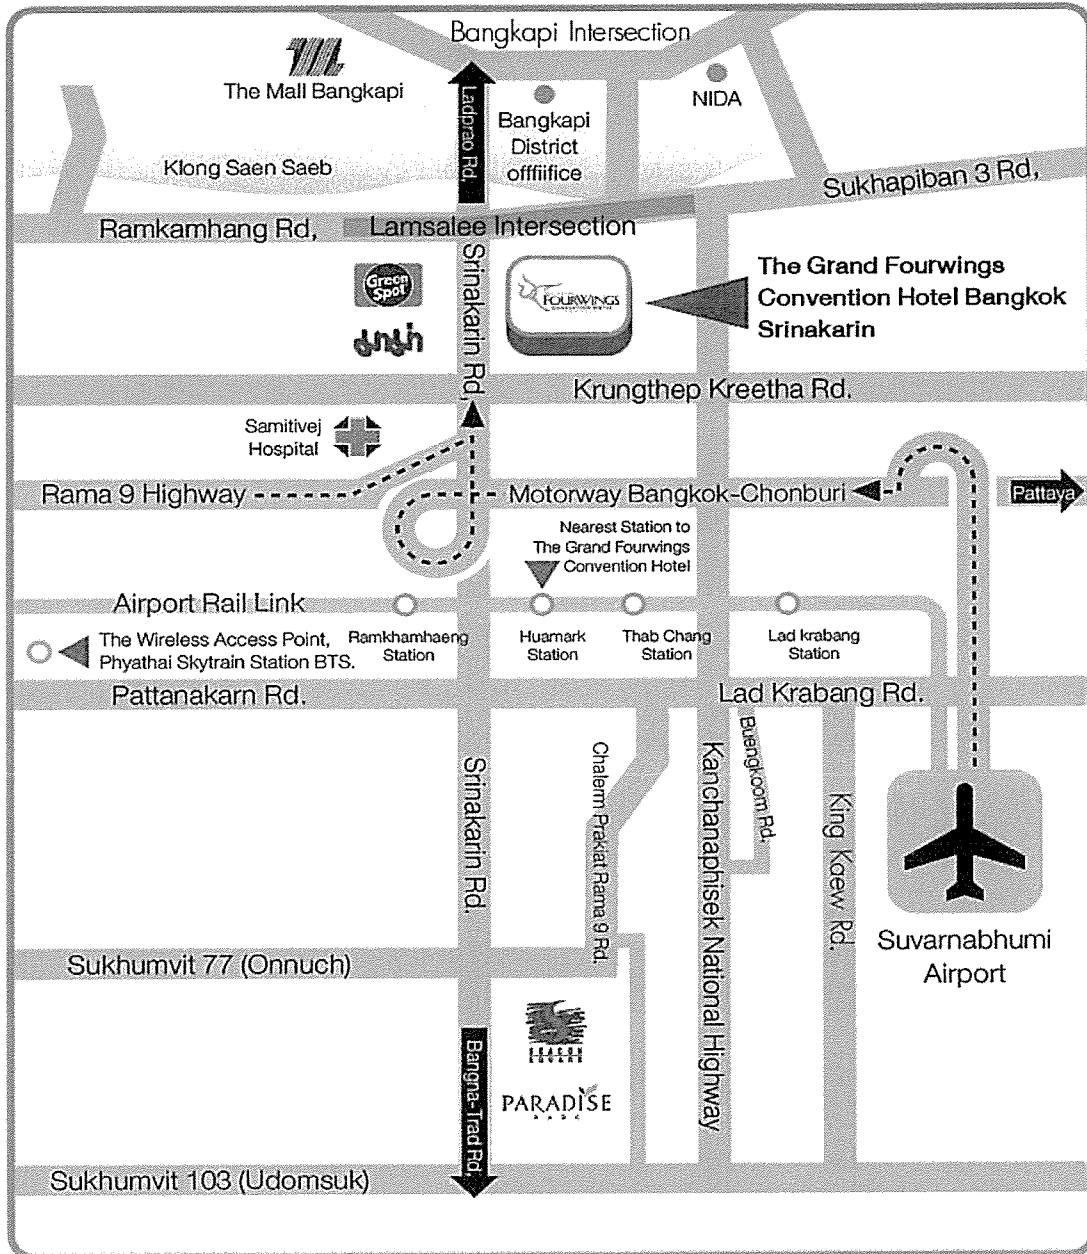 Bangkapi Intersection
The Mall Bangkapi
Ladprao Rd.
Bangkapi
District
offffiifice
NIDA
Klong Saen Saeb
Sukhapiban 3 Rd,
Ramkamhang Rd,
Lamsalee Intersection
Green
Spot
Srinakarin Rd,
FOURWINGS
The Grand Fourwings
Convention Hotel Bangkok
Srinakarin
Krungthep Kreetha Rd.
Samitivej
Hospital
Rama 9 Highway
Motorway Bangkok-Chonburi
Pattaya
Nearest Station to
The Grand Fourwings
Convention Hotel
Airport Rail Link
The Wireless Access Point,
Phyathai Skytrain Station BTS.
Ramkhamhaeng
Station
Huamark
Station
Thab Chang
Station
Lad krabang
Station
Pattanakarn Rd.
Lad Krabang Rd.
Srinakarin Rd.
Chalerm Prakiat Rama 9 Rd.
Kanchanaphisek National Highway
Buengkoom Rd.
King Kaew Rd.
Suvarnabhumi
Airport
Sukhumvit 77 (Onnuch)
SEACON
SQUARE
PARADISE
PARK
Bangna-Trad Rd.
Sukhumvit 103 (Udomsuk)